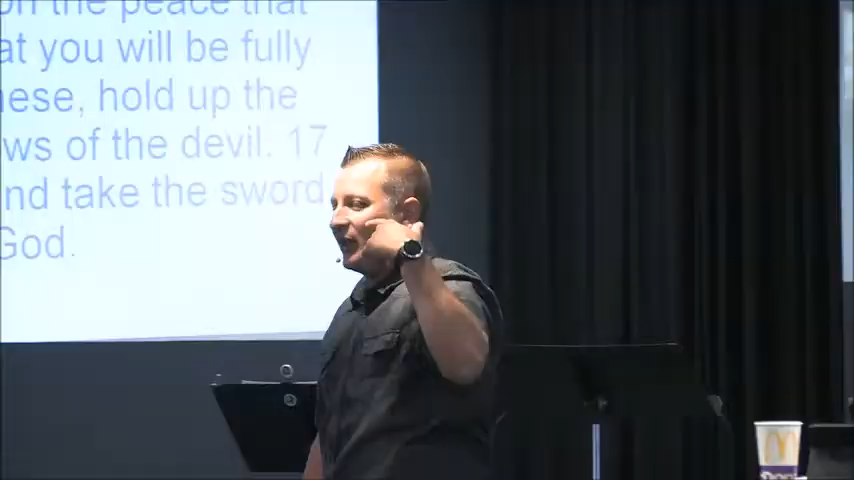 on the peace that
at you will be fully
hese, hold up the
ws of the devil. 17
nd take the sword
God.